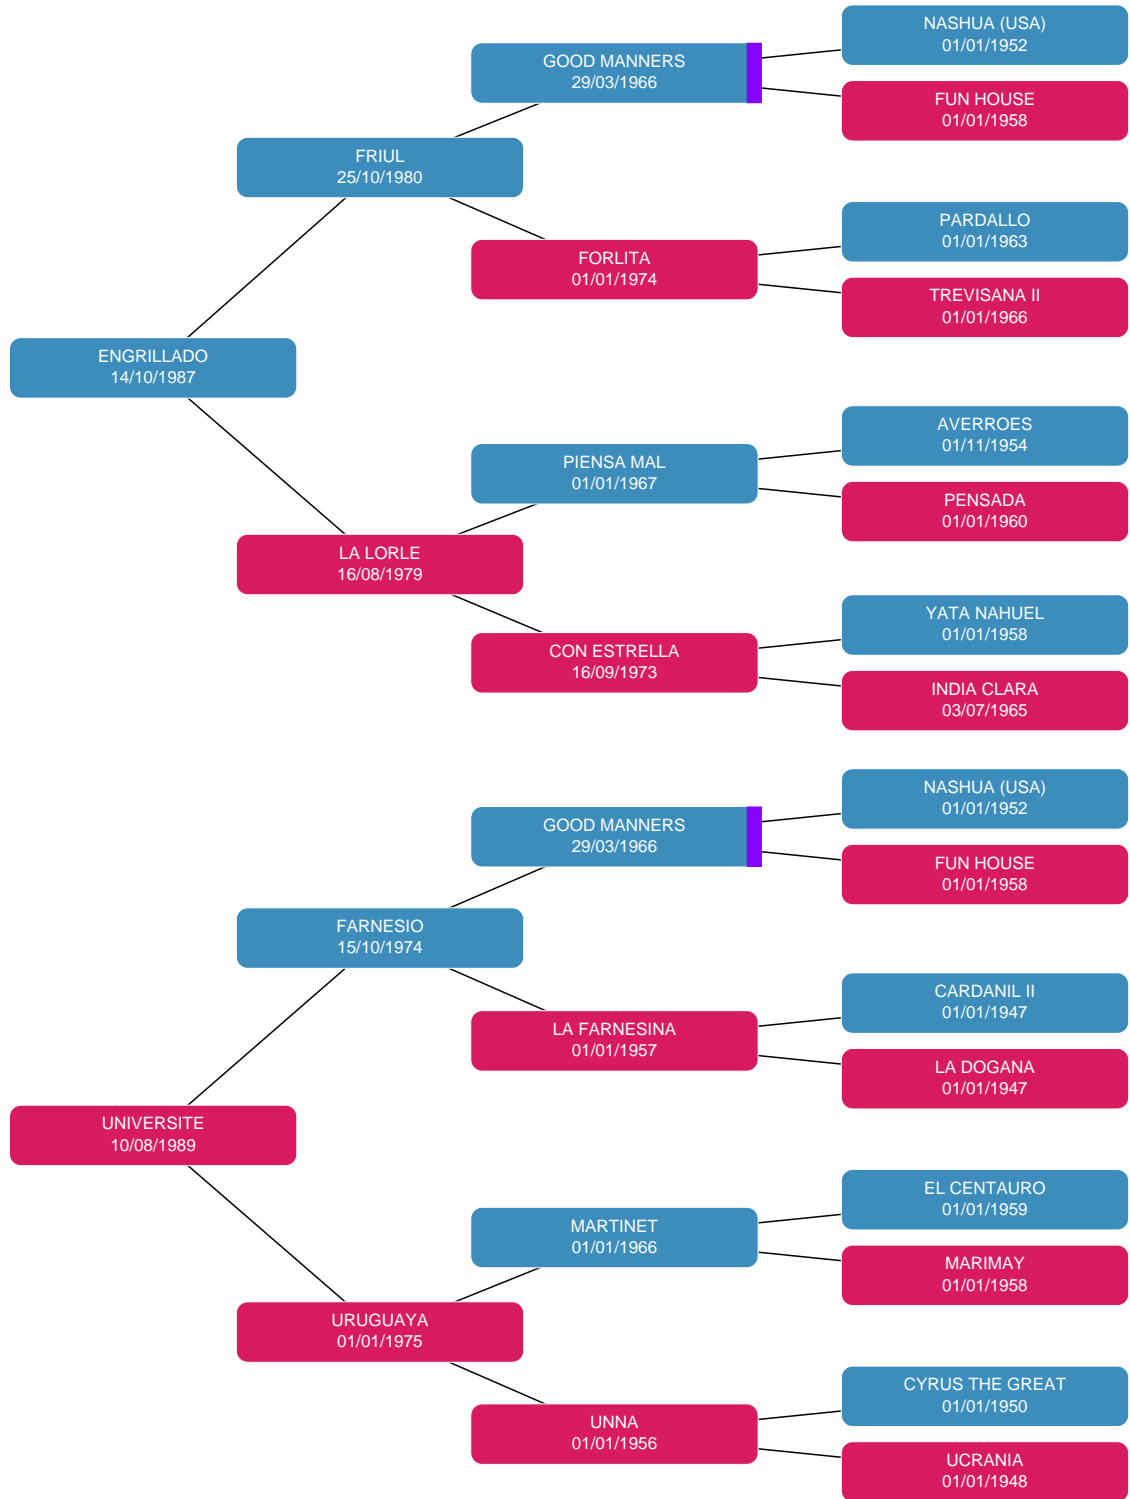 NASHUA (USA)
01/01/1952
GOOD MANNERS
29/03/1966
FUN HOUSE
01/01/1958
FRIUL
25/10/1980
PARDALLO
01/01/1963
FORLITA
01/01/1974
TREVISANA II
01/01/1966
ENGRILLADO
14/10/1987
AVERROES
01/11/1954
PIENSA MAL
01/01/1967
PENSADA
01/01/1960
LA LORLE
16/08/1979
YATA NAHUEL
01/01/1958
CON ESTRELLA
16/09/1973
INDIA CLARA
03/07/1965
NASHUA (USA)
01/01/1952
GOOD MANNERS
29/03/1966
FUN HOUSE
01/01/1958
FARNESIO
15/10/1974
CARDANIL II
01/01/1947
LA FARNESINA
01/01/1957
LA DOGANA
01/01/1947
UNIVERSITE
10/08/1989
EL CENTAURO
01/01/1959
MARTINET
01/01/1966
MARIMAY
01/01/1958
URUGUAYA
01/01/1975
CYRUS THE GREAT
01/01/1950
UNNA
01/01/1956
UCRANIA
01/01/1948